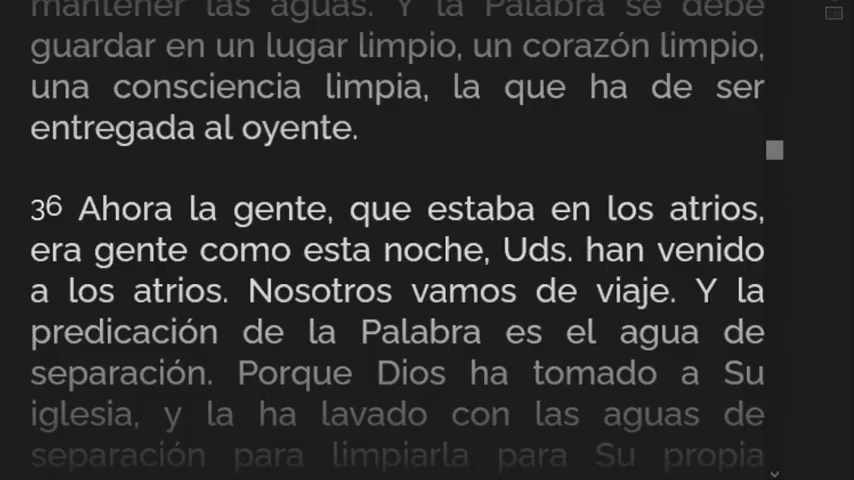 mantener las aguas. Y la Palabra se debe
guardar en un lugar limpio, un corazón limpio,
una consciencia limpia, la que ha de ser
entregada al oyente.
36 Ahora la gente, que estaba en los atrios,
era gente como esta noche, Uds. han venido
a los atrios. Nosotros vamos de viaje. Y la
predicación de la Palabra es el agua de
separación. Porque Dios ha tomado a Su
iglesia, y la ha lavado con las aguas de
separación para limpiarla para Su propia